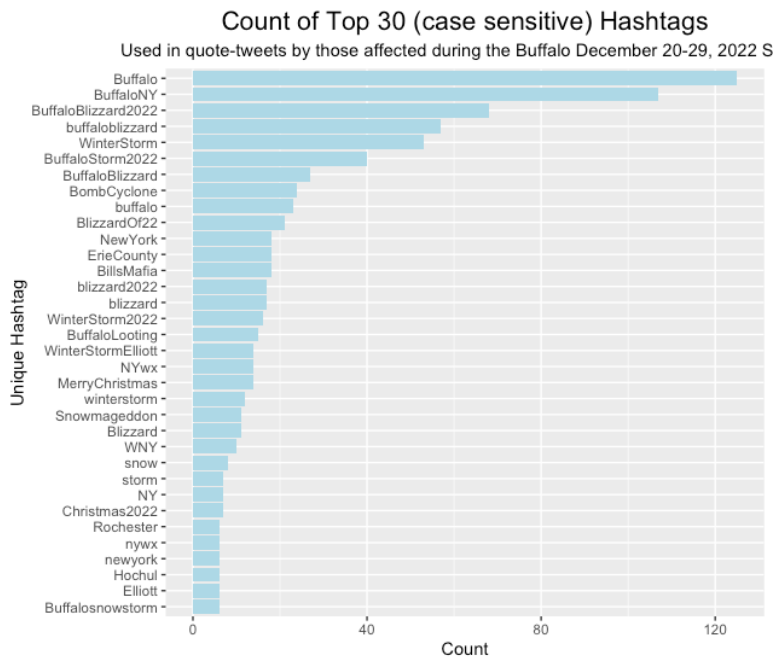 Count of Top 30 (case sensitive) Hashtags
Used in quote-tweets by those affected during the Buffalo December 20-29, 2022 S
Unique Hashtag
Buffalo
BuffaloNY
BuffaloBlizzard2022
buffaloblizzard
WinterStorm
BuffaloStorm2022
BuffaloBlizzard
BombCyclone
buffalo
BlizzardOf22
NewYork
ErieCounty
BillsMafia
blizzard2022
blizzard
WinterStorm2022
BuffaloLooting
WinterStormElliott
NYwx
MerryChristmas
winterstorm
Snowmageddon
Blizzard
WNY
snow
storm
NY
Christmas2022
Rochester
nywx
newyork
Hochul
Elliott
Buffalosnowstorm
0 40 80 120
Count